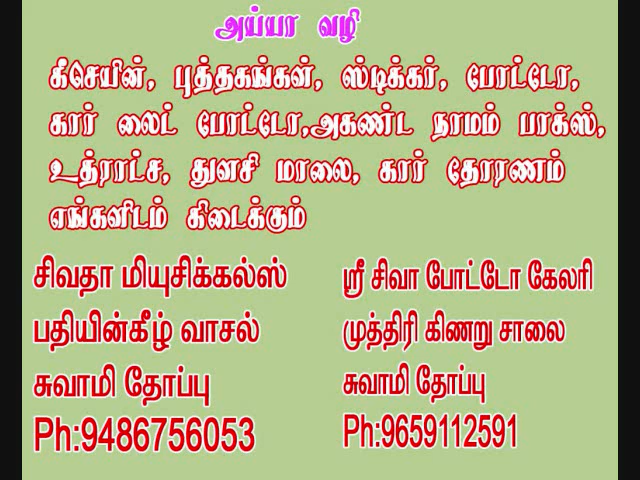 அய்யா வழி
கீசெயின், புத்தகங்கள், ஸ்டிக்கர், போட்டோ,
கார் லைட் போட்டோ,அகண்ட நாமம் பாக்ஸ்,
உத்ராட்ச, துளசி மாலை, கார் தோரணம்
எங்களிடம் கிடைக்கும்
சிவதா மியுசிக்கல்ஸ்
பதியின்கீழ் வாசல்
சுவாமி தோப்பு
Ph:9486756053
ஸ்ரீ சிவா போட்டோ கேலரி
முத்திரி கிணறு சாலை
சுவாமி தோப்பு
Ph:9659112591